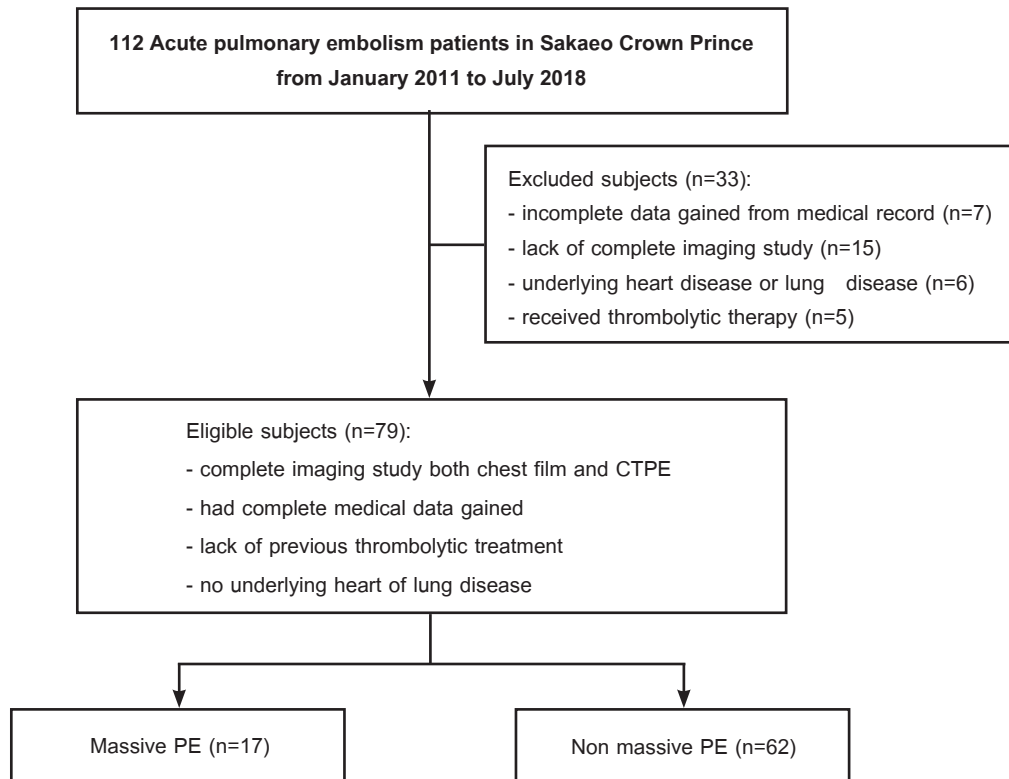 112 Acute pulmonary embolism patients in Sakaeo Crown Prince
from January 2011 to July 2018
Excluded subjects (n=33):
- incomplete data gained from medical record (n=7)
- lack of complete imaging study (n=15)
- underlying heart disease or lung disease (n=6)
- received thrombolytic therapy (n=5)
Eligible subjects (n=79):
- complete imaging study both chest film and CTPE
- had complete medical data gained
- lack of previous thrombolytic treatment
- no underlying heart of lung disease
Massive PE (n=17)
Non massive PE (n=62)